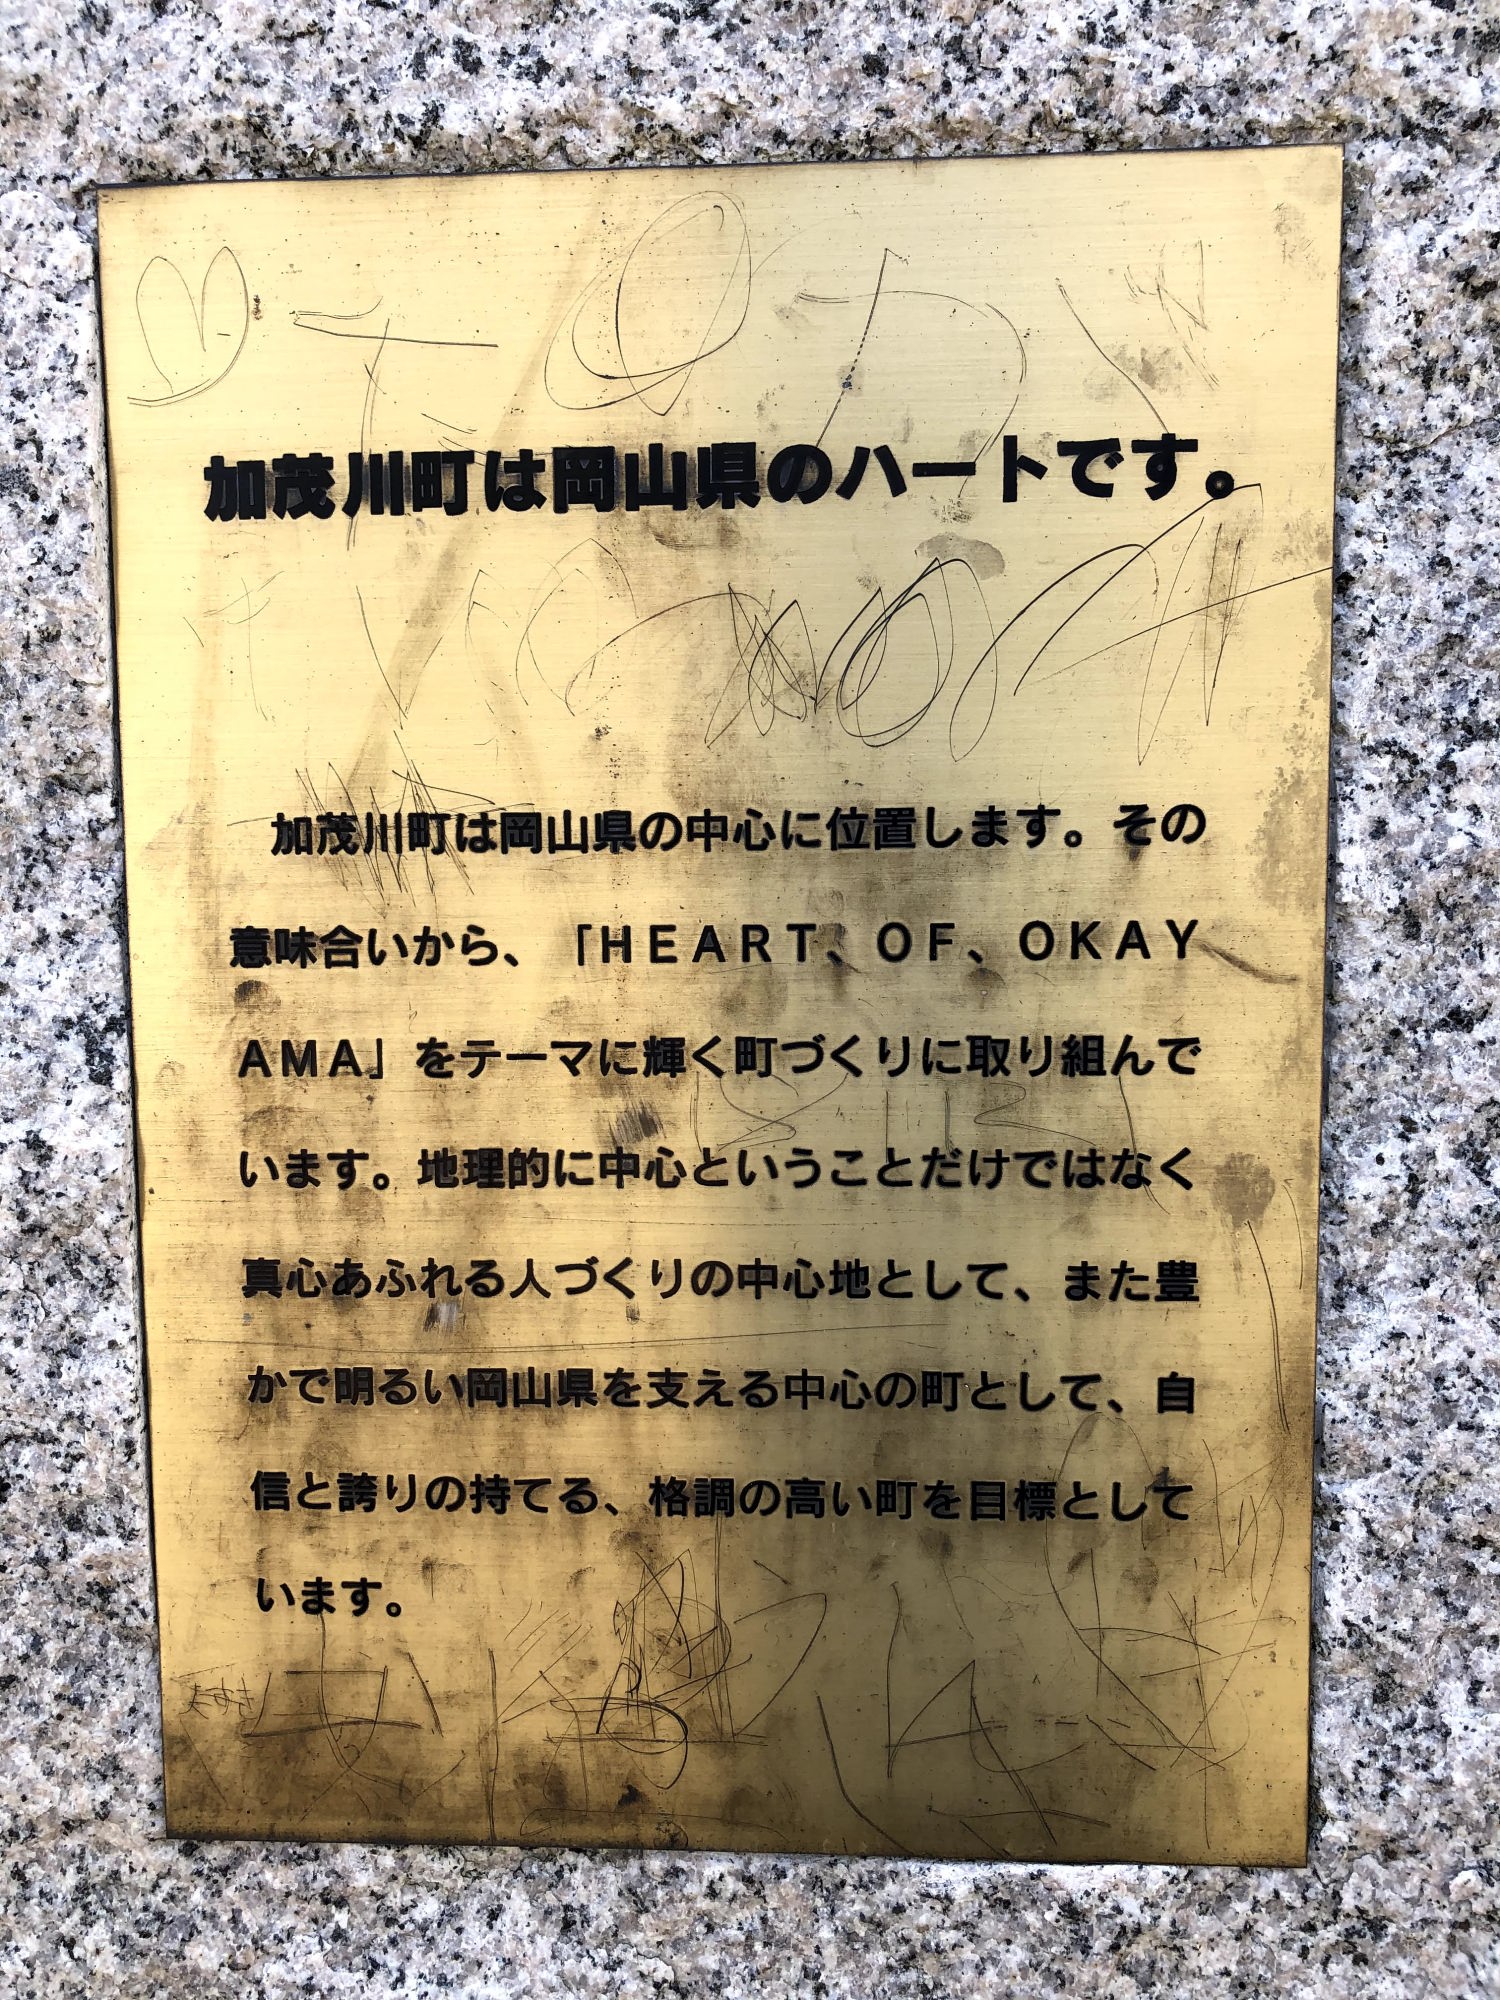 加茂川町は岡山県のハートです。
加茂川町は岡山県の中心に位置します。その
意味合いから、「ＨＥＡＲＴ、ＯＦ、ＯＫＡＹ
ＡＭＡ」をテーマに輝く町づくりに取り組んで
います。地理的に中心ということだけではなく
真心あふれる人づくりの中心地として、また豊
かで明るい岡山県を支える中心の町として、自
信と誇りの持てる、格調の高い町を目標として
います。